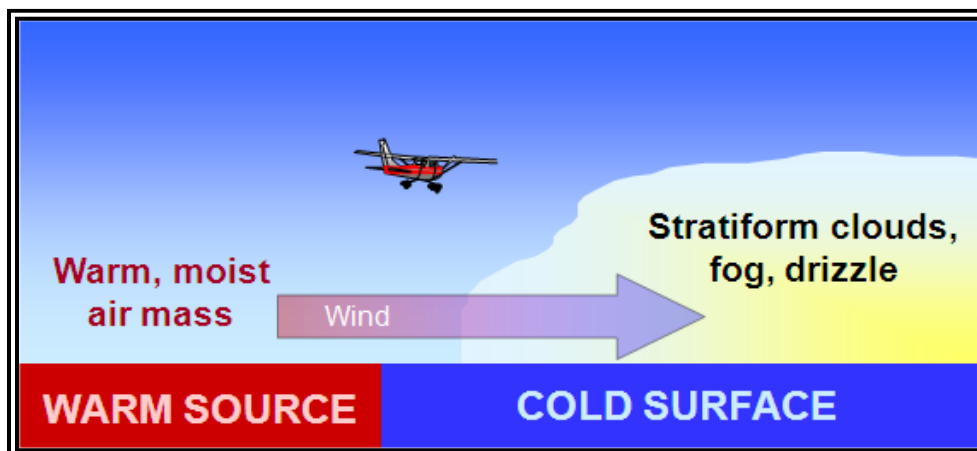 Stratiform clouds,
fog, drizzle
Warm, moist
air mass
Wind
WARM SOURCE
COLD SURFACE